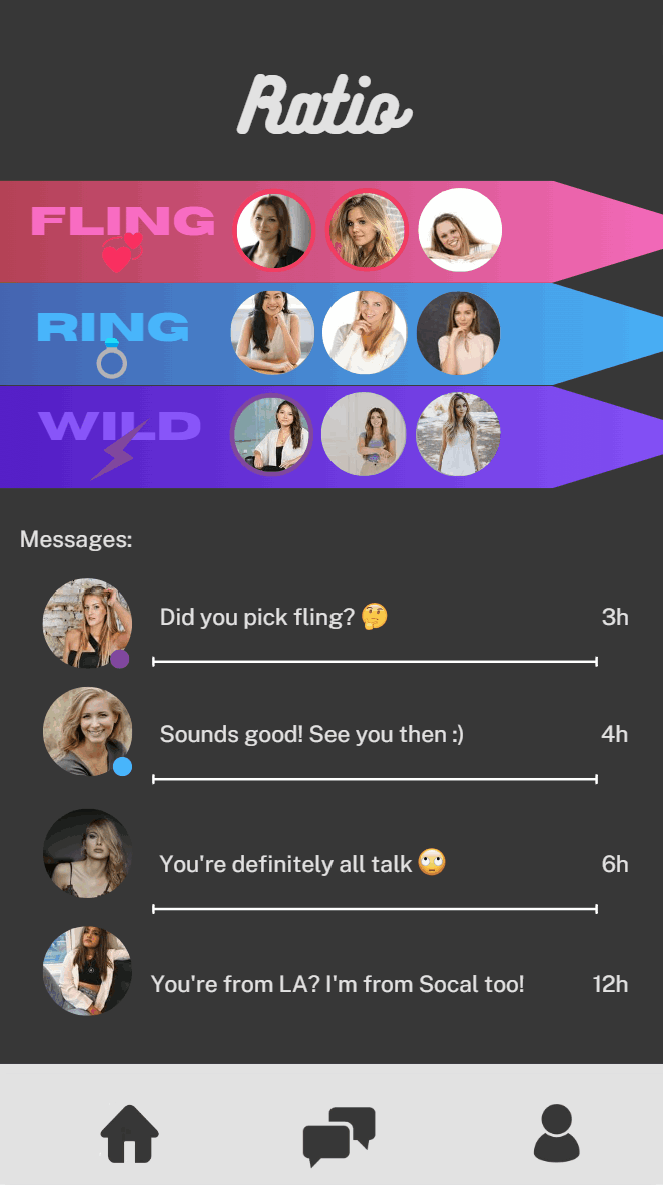 Ratio
FLING
RING
WILD
Messages:
Did you pick fling? 🤔 3h
Sounds good! See you then :) 4h
You're definitely all talk 🙄 6h
You're from LA? I'm from Socal too! 12h